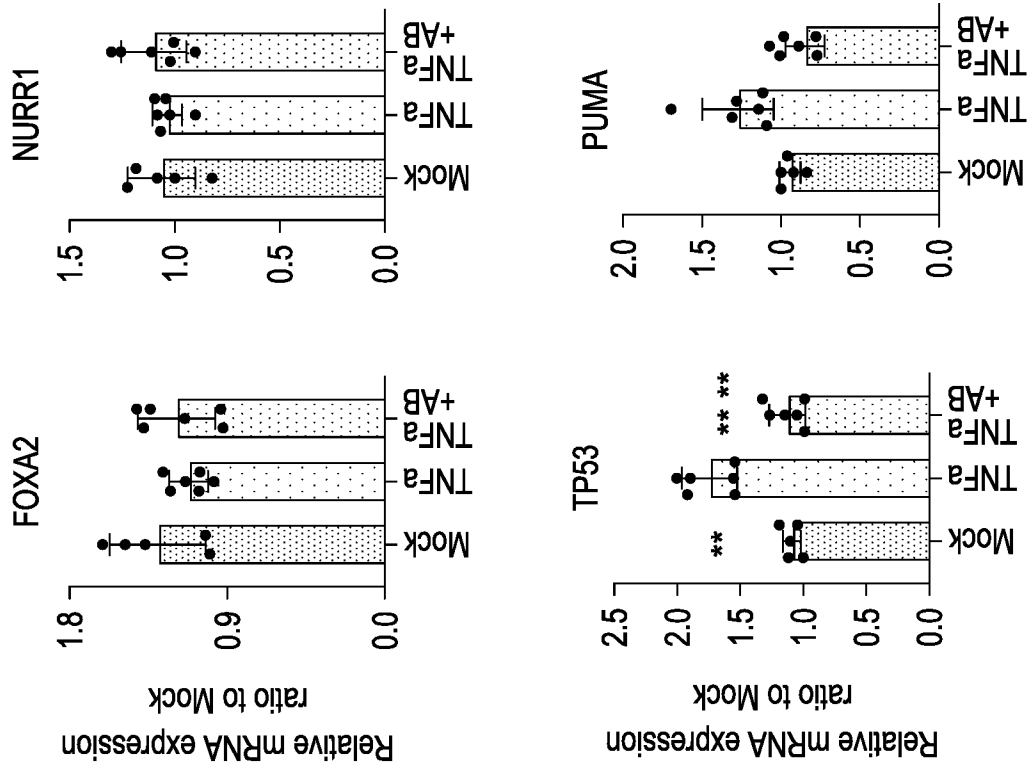 FOXA2
Relative mRNA expression
ratio to Mock
1.8
0.9
0.0
Mock
TNFa
TNFa
+AB
NURR1
1.5
1.0
0.5
0.0
Mock
TNFa
TNFa
+AB
TP53
Relative mRNA expression
ratio to Mock
2.5
2.0
1.5
1.0
0.5
0.0
**
** **
Mock
TNFa
TNFa
+AB
PUMA
2.0
1.5
1.0
0.5
0.0
Mock
TNFa
TNFa
+AB